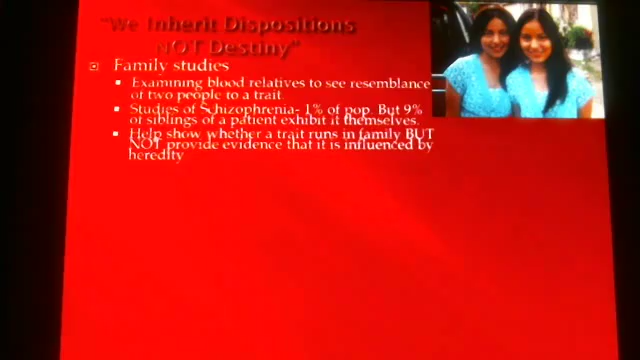 "We Inherit Dispositions
NOT Destiny"
Family studies
Examining blood relatives to see resemblance
of two people to a trait
Studies of Schizophrenia- 1% of pop. But 9%
of siblings of a patient exhibit it themselves.
Help show whether a trait runs in family BUT
NOT provide evidence that it is influenced by
heredity